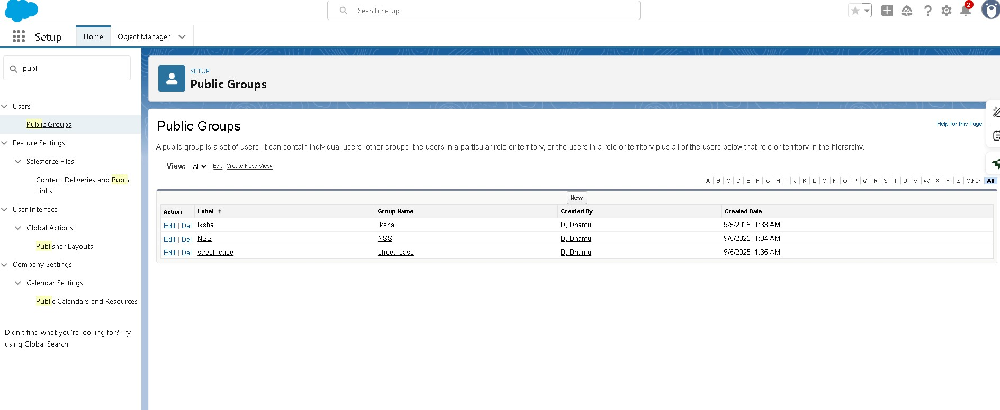 Search Setup
2
Setup
Home
Object Manager
publi
Users
Public Groups
Feature Settings
Salesforce Files
Content Deliveries and Public
Links
User Interface
Global Actions
Publisher Layouts
Company Settings
Calendar Settings
Public Calendars and Resources
Didn't find what you're looking for? Try
using Global Search.
SETUP
Public Groups
Public Groups
Help for this Page
A public group is a set of users. It can contain individual users, other groups, the users in a particular role or territory, or the users in a role or territory plus all of the users below that role or territory in the hierarchy.
View: All Edit | Create New View
A | B | C | D | E | F | G | H | I | J | K | L | M | N | O | P | Q | R | S | T | U | V | W | X | Y | Z | Other | All
New
Action Label Group Name Created By Created Date
Edit | Del Iksha Iksha D, Dhamu 9/5/2025, 1:33 AM
Edit | Del NSS NSS D, Dhamu 9/5/2025, 1:34 AM
Edit | Del street_case street_case D, Dhamu 9/5/2025, 1:35 AM